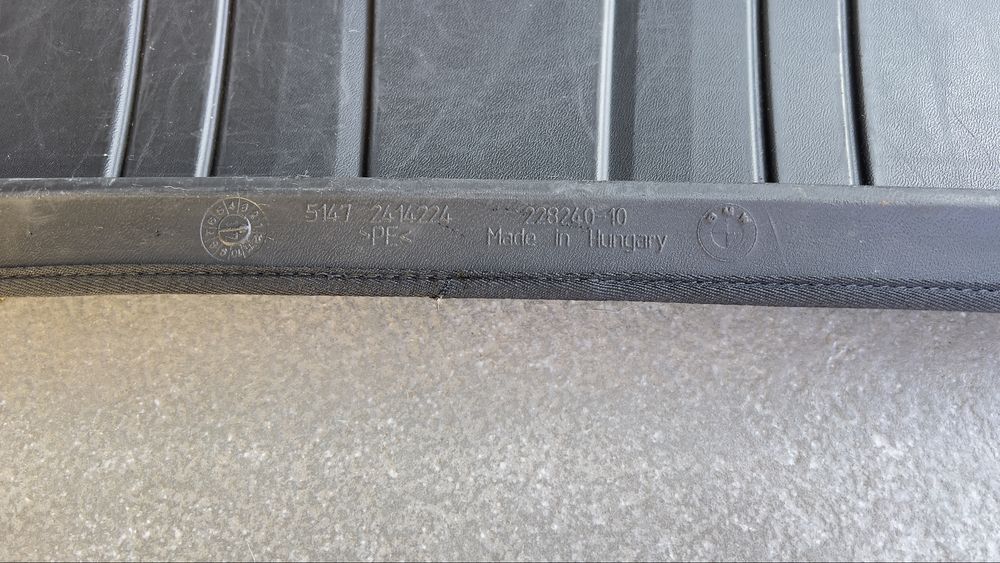 5147 2414224 228240-10
>PE< Made in Hungary
BMW